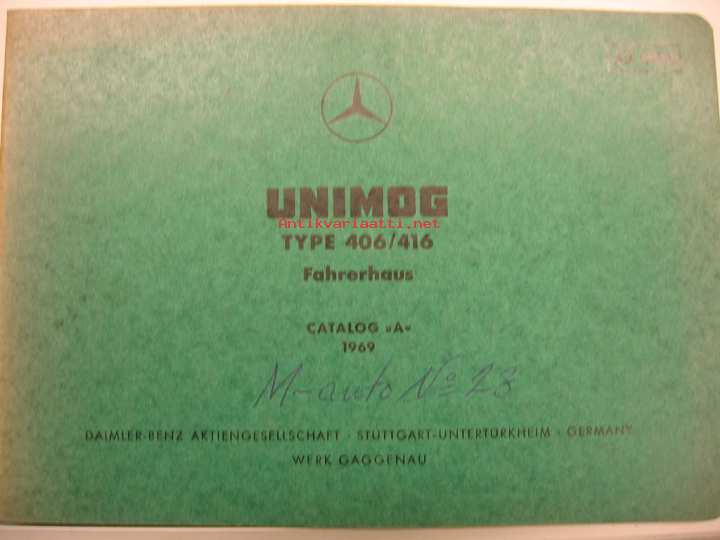 UNIMOG
Antikvariaatti.net
TYPE 406/416
Fahrerhaus
CATALOG »A«
1969
M-auto No 23
DAIMLER-BENZ AKTIENGESELLSCHAFT · STUTTGART-UNTERTÜRKHEIM · GERMANY
WERK GAGGENAU